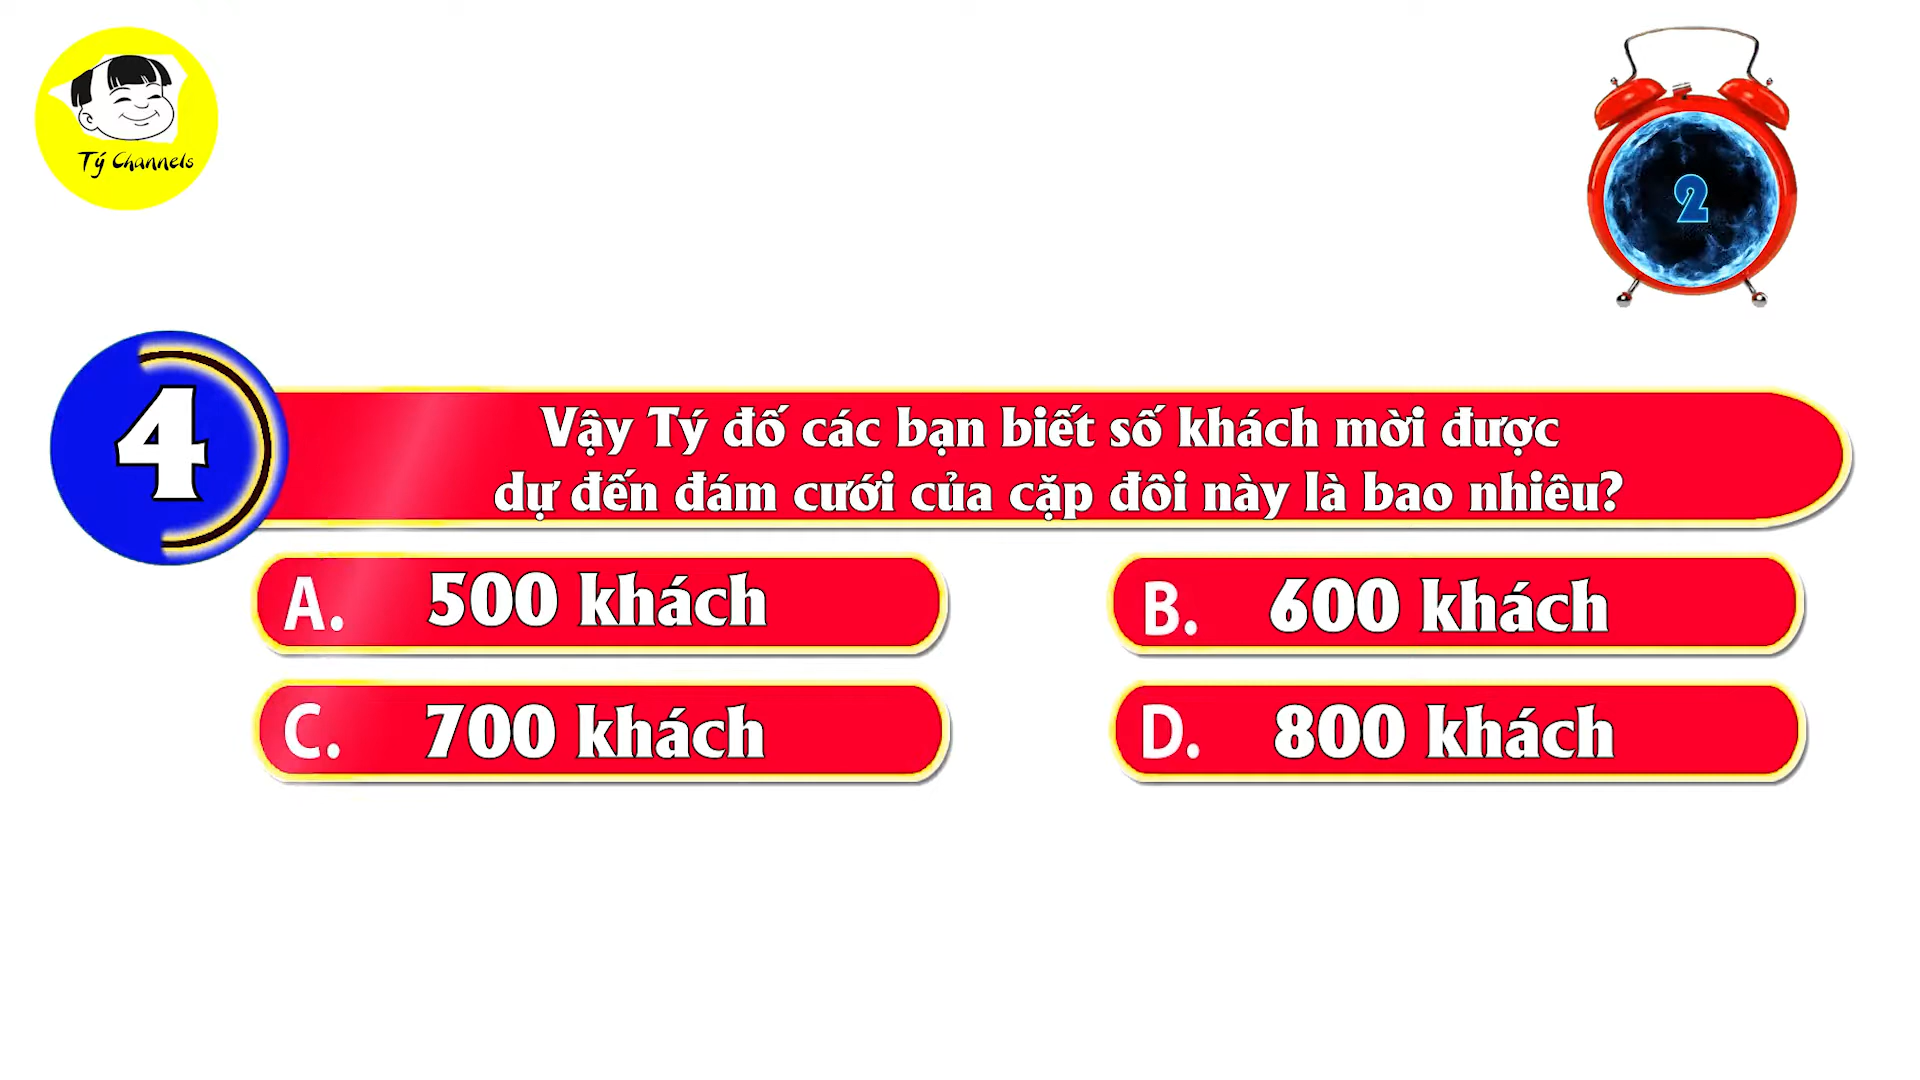 Tý Channels
2
4
Vậy Tý đố các bạn biết số khách mời được
dự đến đám cưới của cặp đôi này là bao nhiêu?
A. 500 khách
B. 600 khách
C. 700 khách
D. 800 khách